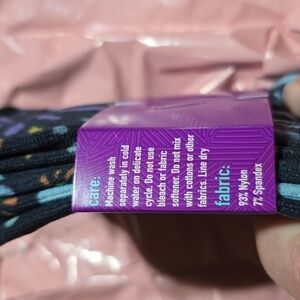 care:
Machine wash
separately in cold
water on delicate
cycle. Do not use
bleach or fabric
softener. Do not mix
with cottons or other
fabrics. Line dry
fabric:
93% Nylon
7% Spandex